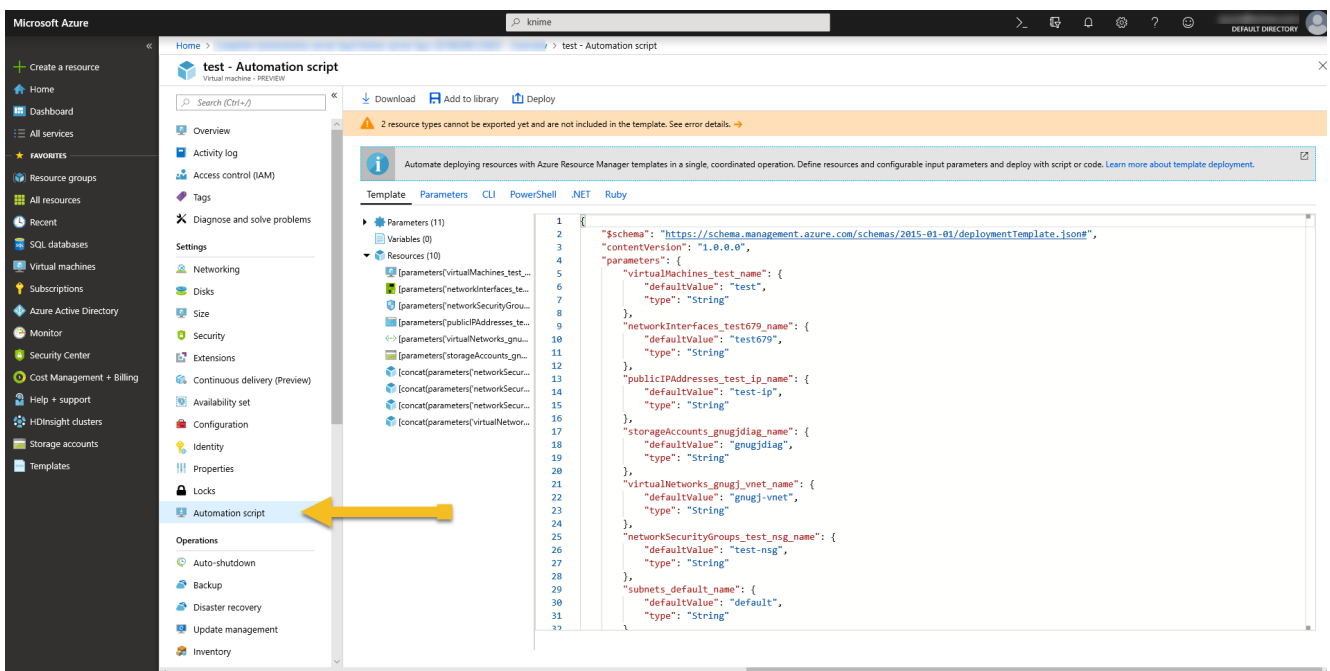 Microsoft Azure
knime
DEFAULT DIRECTORY
Home > > test - Automation script
Create a resource
Home
Dashboard
All services
FAVORITES
Resource groups
All resources
Recent
SQL databases
Virtual machines
Subscriptions
Azure Active Directory
Monitor
Security Center
Cost Management + Billing
Help + support
HDInsight clusters
Storage accounts
Templates
test - Automation script
Virtual machine - PREVIEW
Search (Ctrl+/)
Overview
Activity log
Access control (IAM)
Tags
Diagnose and solve problems
Settings
Networking
Disks
Size
Security
Extensions
Continuous delivery (Preview)
Availability set
Configuration
Identity
Properties
Locks
Automation script
Operations
Auto-shutdown
Backup
Disaster recovery
Update management
Inventory
Download Add to library Deploy
2 resource types cannot be exported yet and are not included in the template. See error details. →
Automate deploying resources with Azure Resource Manager templates in a single, coordinated operation. Define resources and configurable input parameters and deploy with script or code. Learn more about template deployment.
Template Parameters CLI PowerShell .NET Ruby
Parameters (11)
Variables (0)
Resources (10)
[parameters('virtualMachines_test_...
[parameters('networkInterfaces_te...
[parameters('networkSecurityGrou...
[parameters('publicIPAddresses_te...
[parameters('virtualNetworks_gnu...
[parameters('storageAccounts_gn...
[concat(parameters('networkSecur...
[concat(parameters('networkSecur...
[concat(parameters('networkSecur...
[concat(parameters('virtualNetwor...
1 {
2 "$schema": "https://schema.management.azure.com/schemas/2015-01-01/deploymentTemplate.json#",
3 "contentVersion": "1.0.0.0",
4 "parameters": {
5 "virtualMachines_test_name": {
6 "defaultValue": "test",
7 "type": "String"
8 },
9 "networkInterfaces_test679_name": {
10 "defaultValue": "test679",
11 "type": "String"
12 },
13 "publicIPAddresses_test_ip_name": {
14 "defaultValue": "test-ip",
15 "type": "String"
16 },
17 "storageAccounts_gnugjdiag_name": {
18 "defaultValue": "gnugjdiag",
19 "type": "String"
20 },
21 "virtualNetworks_gnugj_vnet_name": {
22 "defaultValue": "gnugj-vnet",
23 "type": "String"
24 },
25 "networkSecurityGroups_test_nsg_name": {
26 "defaultValue": "test-nsg",
27 "type": "String"
28 },
29 "subnets_default_name": {
30 "defaultValue": "default",
31 "type": "String"
32 }